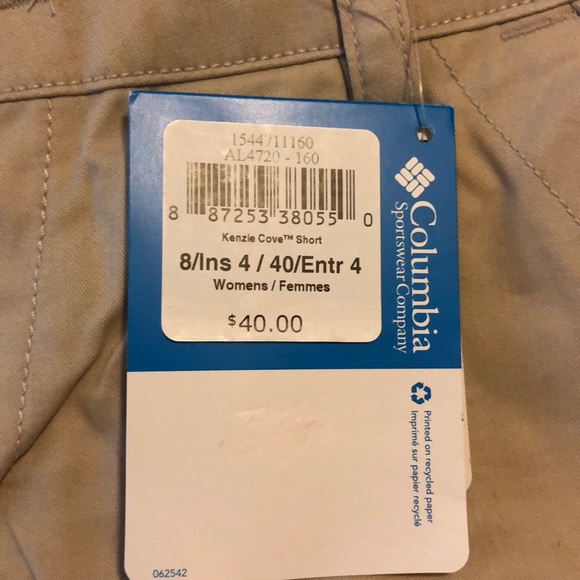 15447/11160
AL4720 - 160
8 87253 38055 0
Kenzie Cove™ Short
8/Ins 4 / 40/Entr 4
Womens / Femmes
$40.00
Columbia
Sportswear Company
Printed on recycled paper
Imprimé sur papier recyclé
062542